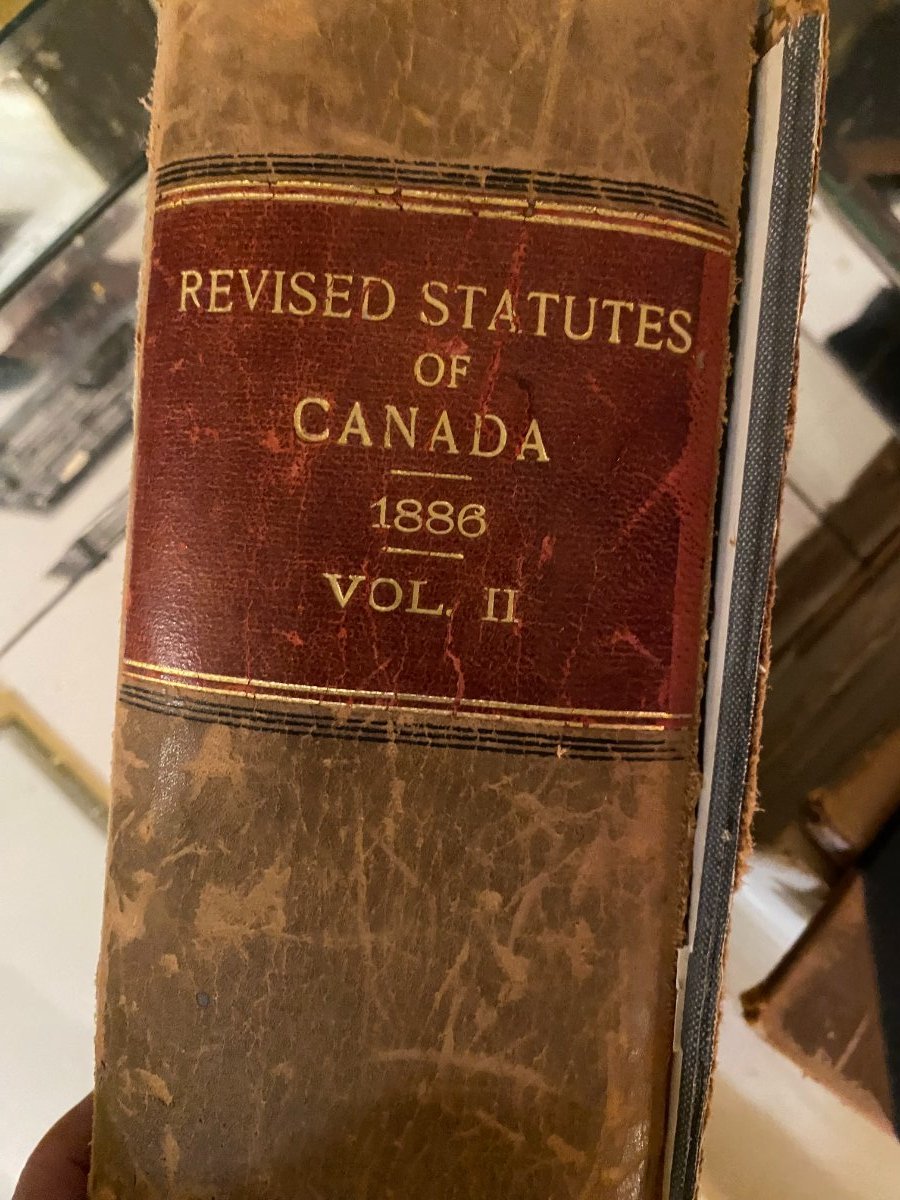 REVISED STATUTES
OF
CANADA
1886
VOL. II